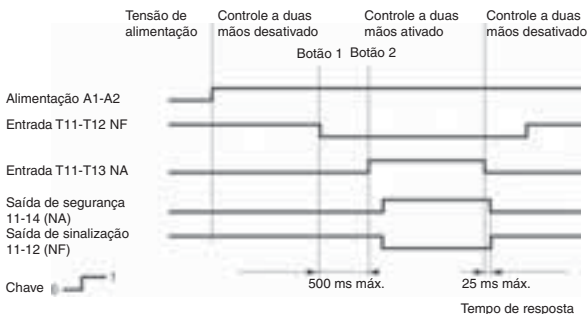 Tensão de
alimentação
Controle a duas
mãos desativado
Controle a duas
mãos ativado
Controle a duas
mãos desativado
Botão 1
Botão 2
Alimentação A1-A2
Entrada T11-T12 NF
Entrada T11-T13 NA
Saída de segurança
11-14 (NA)
Saída de sinalização
11-12 (NF)
Chave
0
1
500 ms máx.
25 ms máx.
Tempo de resposta